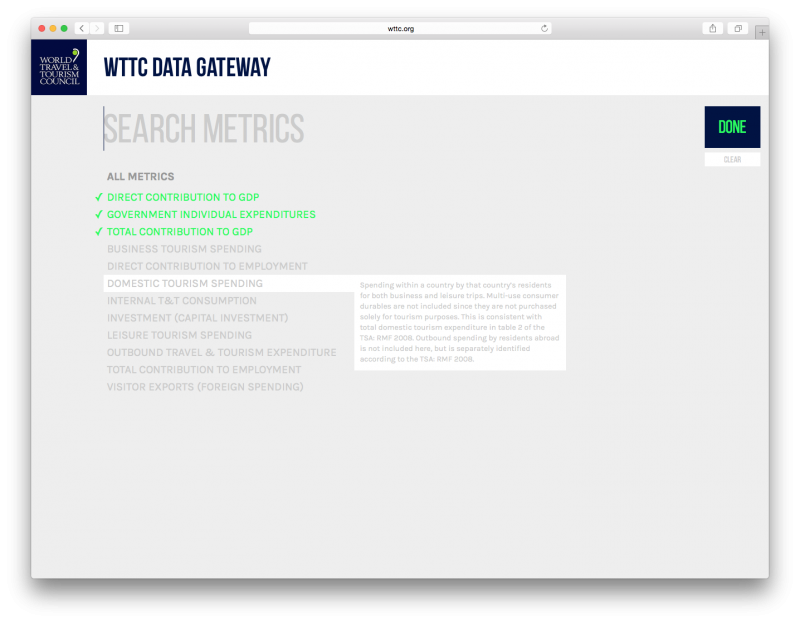 wttc.org
WORLD
TRAVEL &
TOURISM
COUNCIL
WTTC DATA GATEWAY
SEARCH METRICS
DONE
CLEAR
ALL METRICS
✓ DIRECT CONTRIBUTION TO GDP
✓ GOVERNMENT INDIVIDUAL EXPENDITURES
✓ TOTAL CONTRIBUTION TO GDP
BUSINESS TOURISM SPENDING
DIRECT CONTRIBUTION TO EMPLOYMENT
DOMESTIC TOURISM SPENDING
INTERNAL T&T CONSUMPTION
INVESTMENT (CAPITAL INVESTMENT)
LEISURE TOURISM SPENDING
OUTBOUND TRAVEL & TOURISM EXPENDITURE
TOTAL CONTRIBUTION TO EMPLOYMENT
VISITOR EXPORTS (FOREIGN SPENDING)
Spending within a country by that country's residents
for both business and leisure trips. Multi-use consumer
durables are not included since they are not purchased
solely for tourism purposes. This is consistent with
total domestic tourism expenditure in table 2 of the
TSA: RMF 2008. Outbound spending by residents abroad
is not included here, but is separately identified
according to the TSA: RMF 2008.